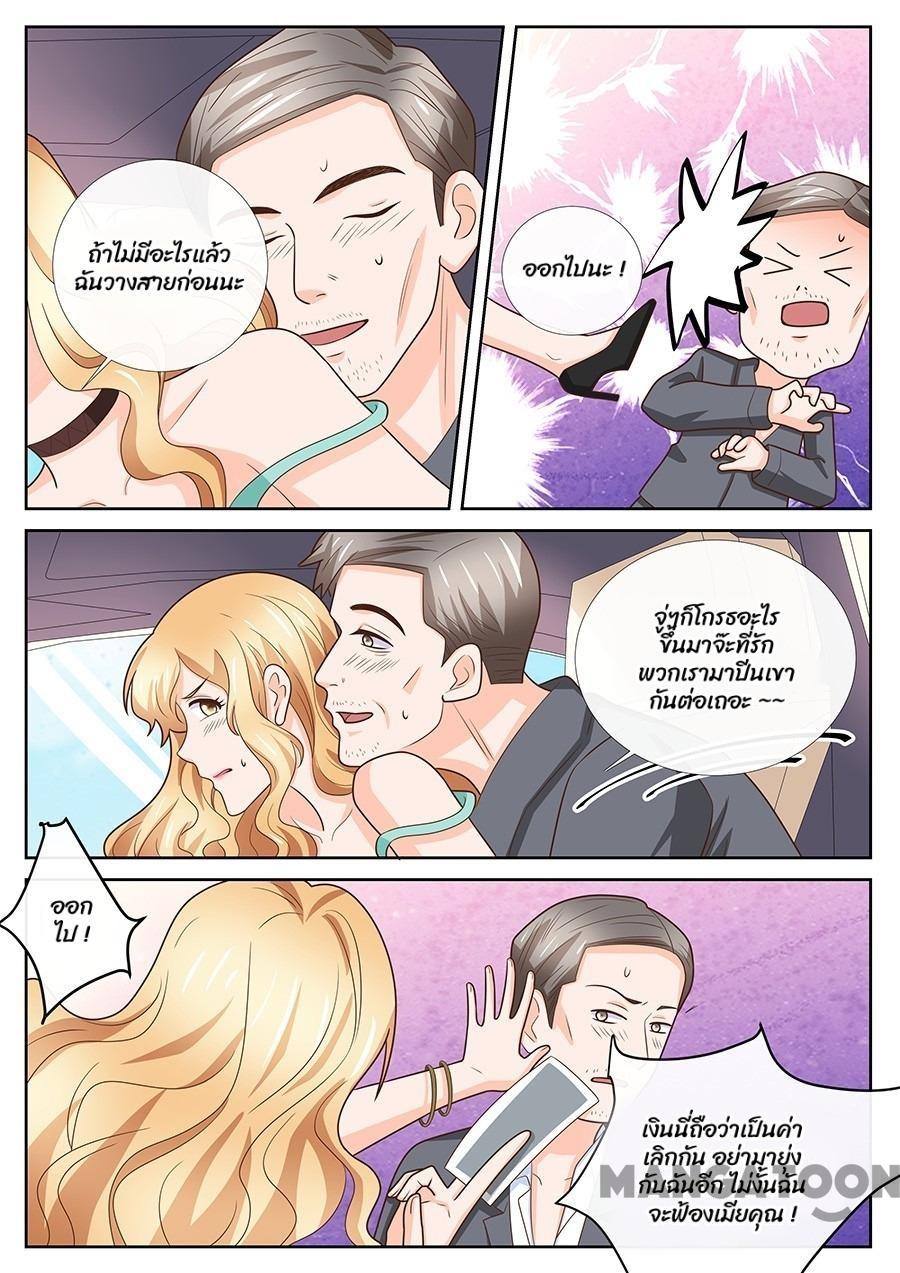 ถ้าไม่มีอะไรแล้ว
ฉันวางสายก่อนนะ
ออกไปนะ !
จู่ๆก็โกรธอะไร
ขึ้นมาจ๊ะที่รัก
พวกเรามาปีนเขา
กันต่อเถอะ ~~
ออก
ไป !
เงินนี่ถือว่าเป็นค่า
เลิกกัน อย่ามายุ่ง
กับฉันอีก ไม่งั้นฉัน
จะฟ้องเมียคุณ !
MANGATOON